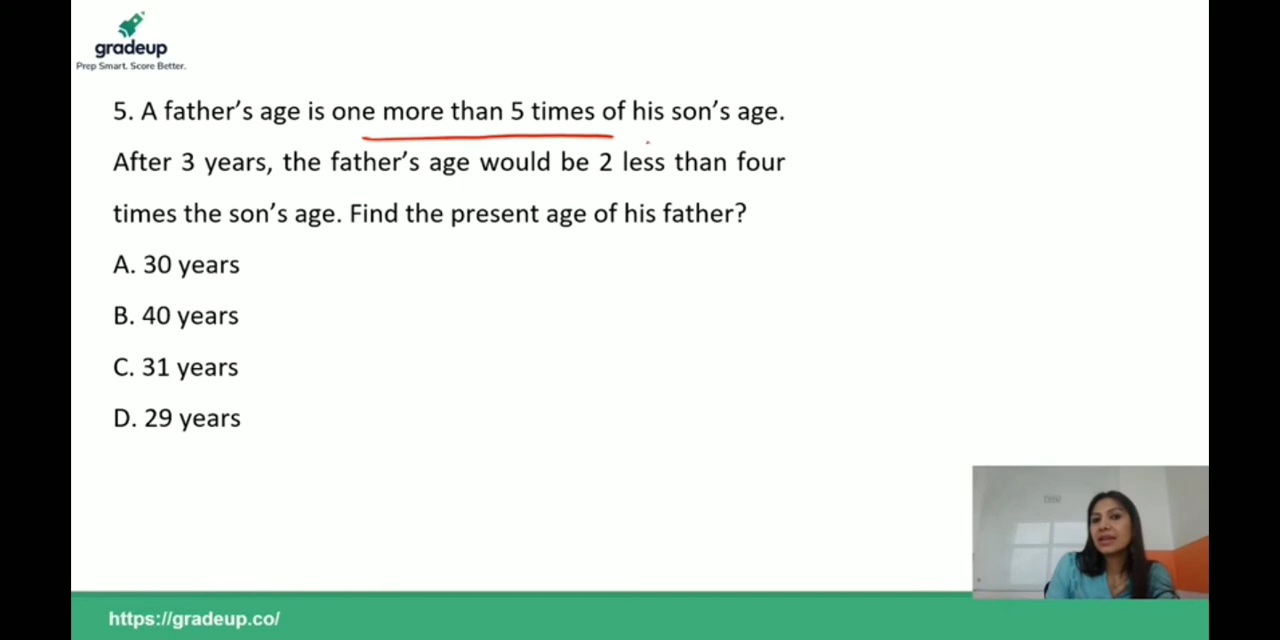 gradeup
Prep Smart. Score Better.
5. A father’s age is one more than 5 times of his son’s age.
After 3 years, the father’s age would be 2 less than four
times the son’s age. Find the present age of his father?
A. 30 years
B. 40 years
C. 31 years
D. 29 years
https://gradeup.co/